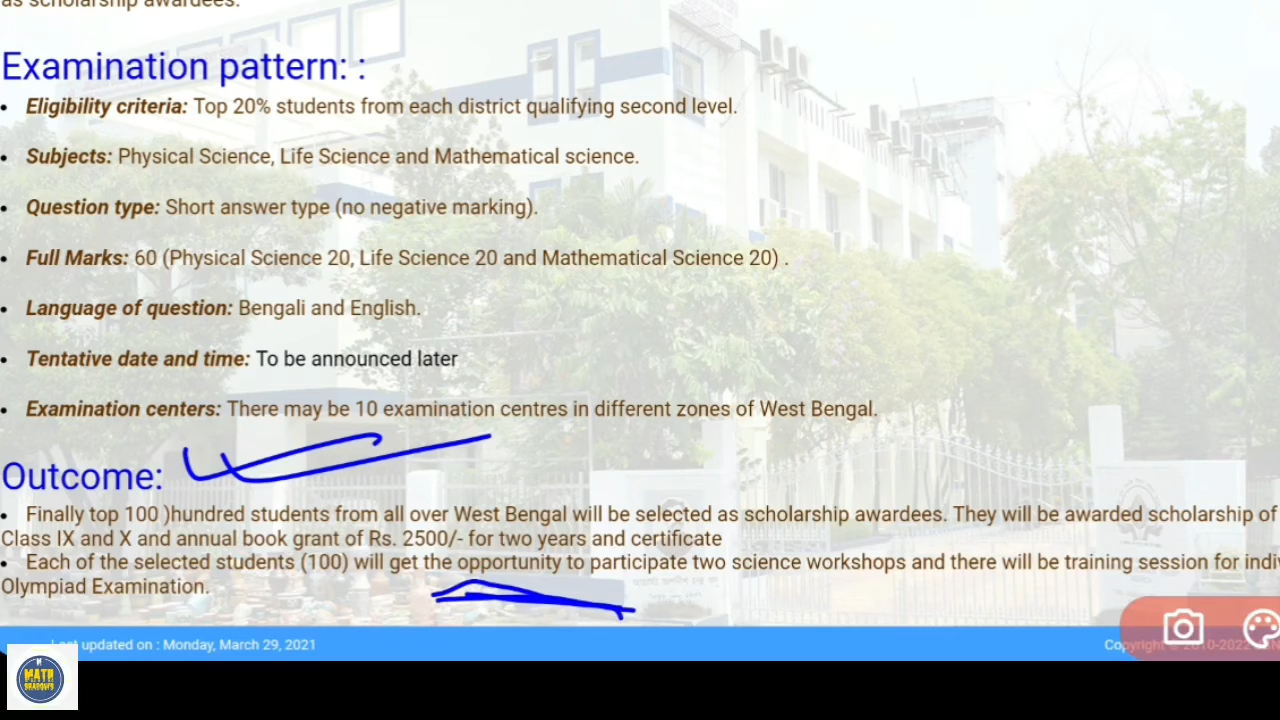 as scholarship awardees.
Examination pattern: :
• Eligibility criteria: Top 20% students from each district qualifying second level.
• Subjects: Physical Science, Life Science and Mathematical science.
• Question type: Short answer type (no negative marking).
• Full Marks: 60 (Physical Science 20, Life Science 20 and Mathematical Science 20) .
• Language of question: Bengali and English.
• Tentative date and time: To be announced later
• Examination centers: There may be 10 examination centres in different zones of West Bengal.
Outcome:
• Finally top 100 )hundred students from all over West Bengal will be selected as scholarship awardees. They will be awarded scholarship of
Class IX and X and annual book grant of Rs. 2500/- for two years and certificate
• Each of the selected students (100) will get the opportunity to participate two science workshops and there will be training session for indi
Olympiad Examination.
Last updated on : Monday, March 29, 2021
Copyright © 2010-2022
MATH